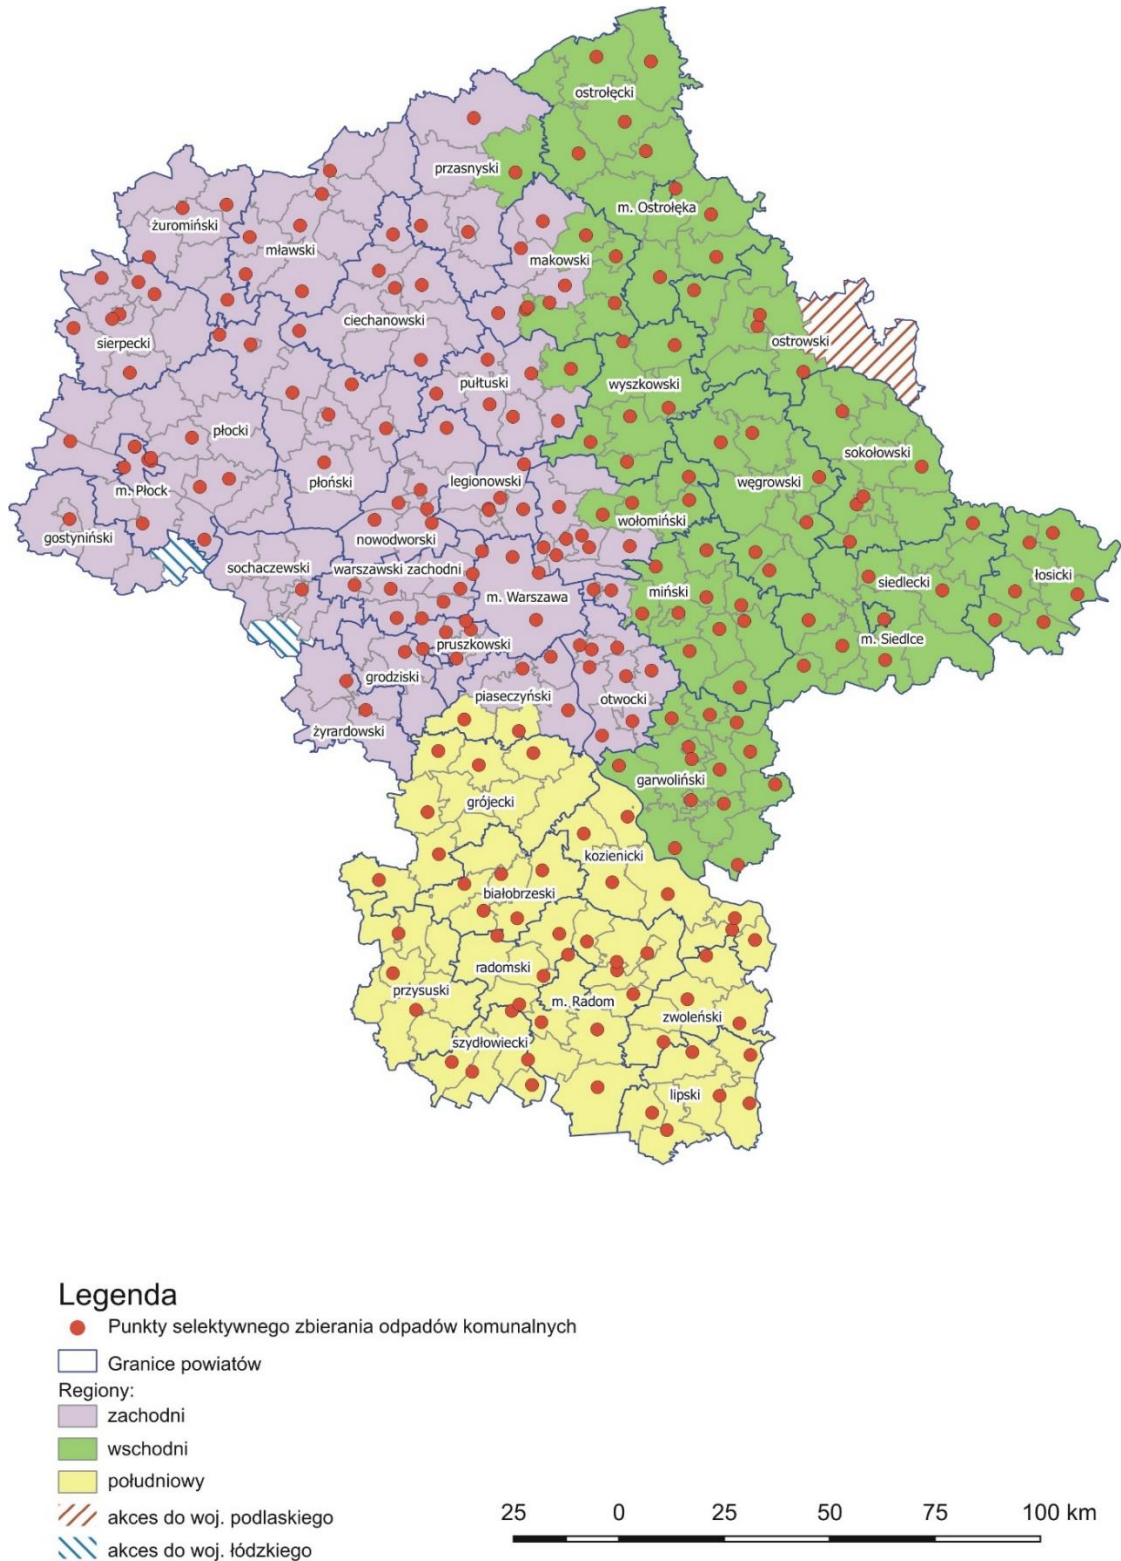 ostrołęcki
przasnyski
m. Ostrołęka
żuromiński
mławski
makowski
ciechanowski
ostrowski
sierpecki
pułtuski
wyszkowski
płocki
sokołowski
m. Płock
płoński
legionowski
węgrowski
gostyniński
nowodworski
wołomiński
sochaczewski
warszawski zachodni
m. Warszawa
miński
siedlecki
łosicki
m. Siedlce
pruszkowski
grodziski
piaseczyński
otwocki
żyrardowski
garwoliński
grójecki
kozienicki
białobrzeski
radomski
przysuski
m. Radom
zwoleński
szydłowiecki
lipski
Legenda
Punkty selektywnego zbierania odpadów komunalnych
Granice powiatów
Regiony:
zachodni
wschodni
południowy
akces do woj. podlaskiego
akces do woj. łódzkiego
25 0 25 50 75 100 km